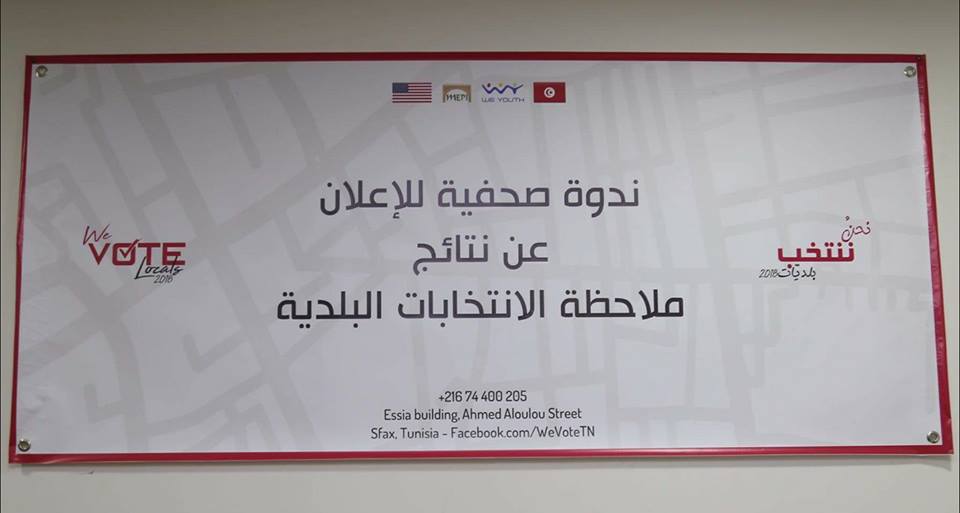 MEPI
WE YOUTH
ندوة صحفية للإعلان
عن نتائج
ملاحظة الانتخابات البلدية
We
VOTE
Locals
2018
نحنُ
ننتخب
بلديات 2018
+216 74 400 205
Essia building, Ahmed Aloulou Street
Sfax, Tunisia - Facebook.com/WeVoteTN